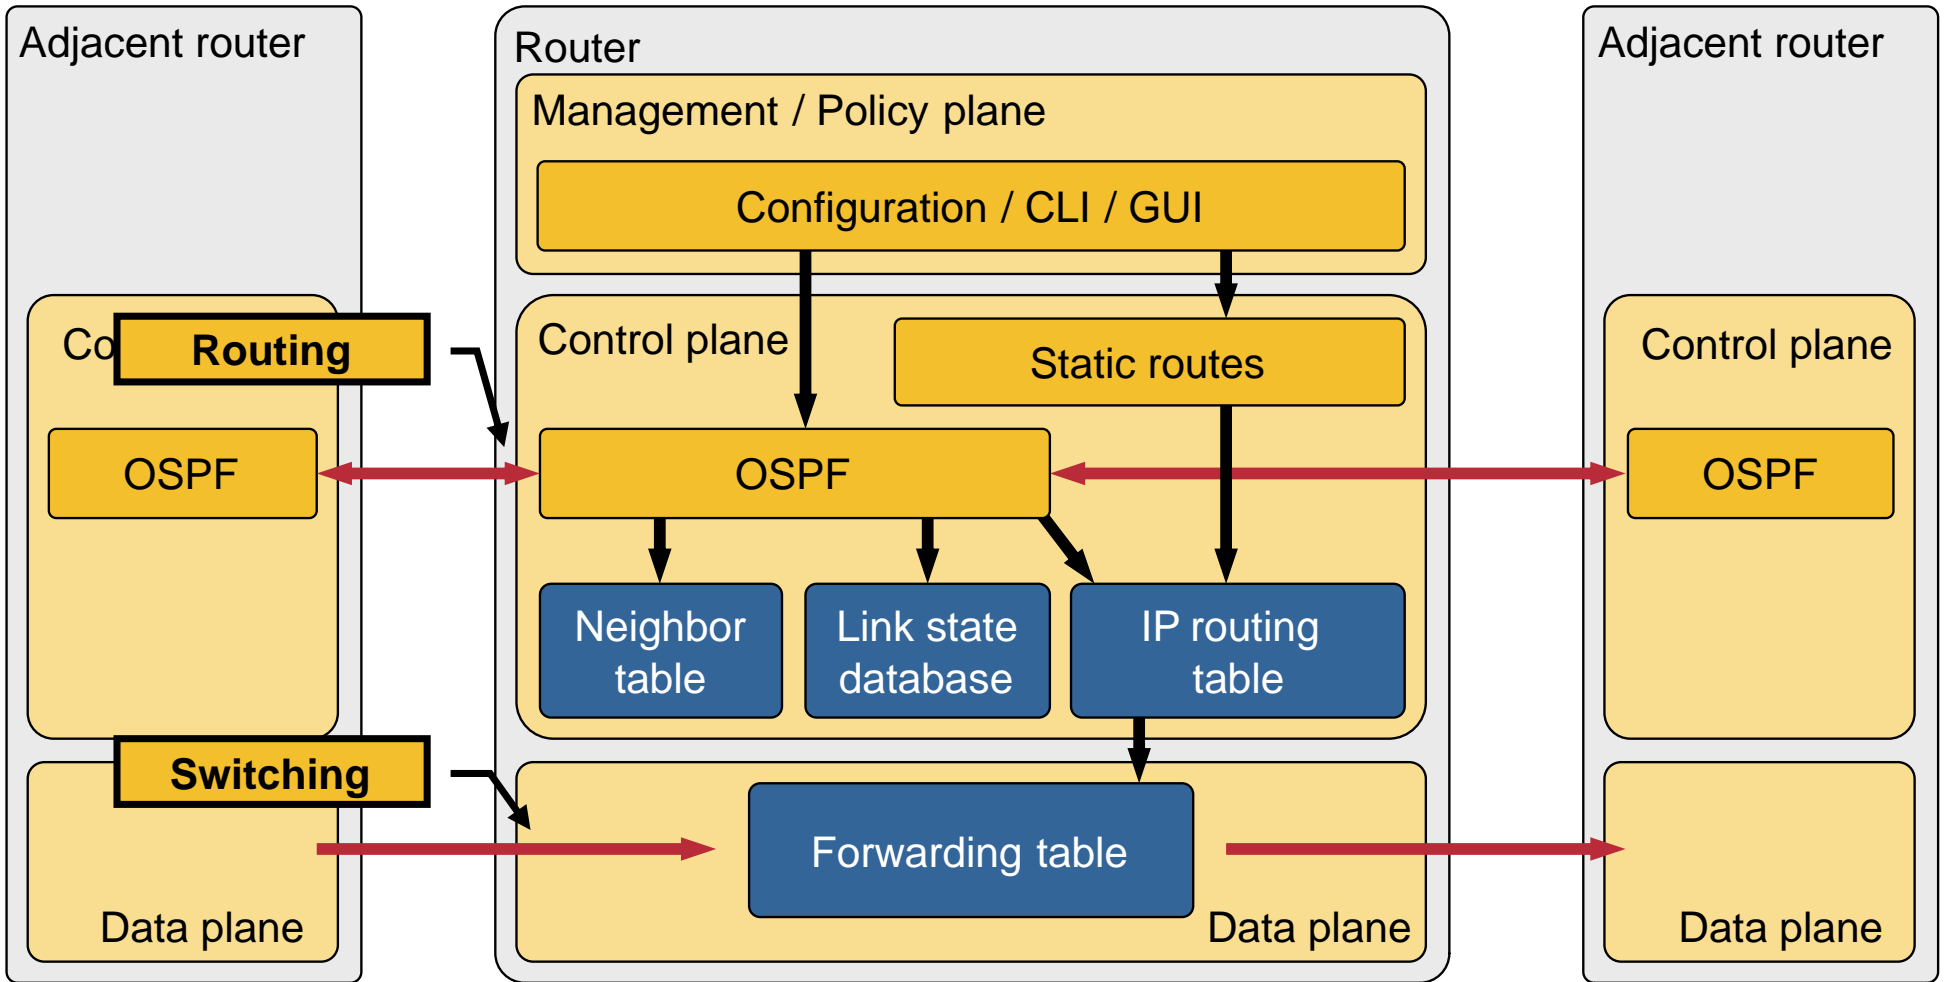 Adjacent router
Router
Adjacent router
Management / Policy plane
Configuration / CLI / GUI
Co
Routing
Control plane
Static routes
Control plane
OSPF
OSPF
OSPF
Neighbor
table
Link state
database
IP routing
table
Switching
Forwarding table
Data plane
Data plane
Data plane